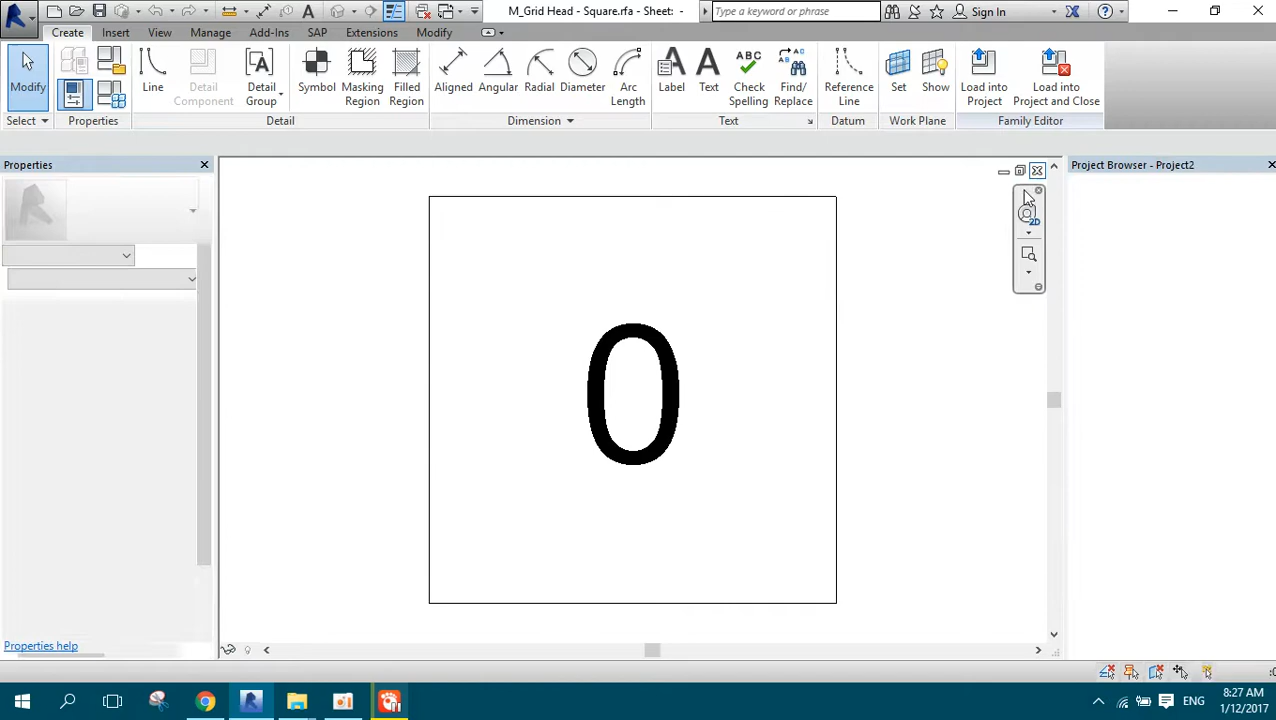 M_Grid Head - Square.rfa - Sheet: -
Type a keyword or phrase
Sign In
Create Insert View Manage Add-Ins SAP Extensions Modify
Modify
Line
Detail Component
Detail Group
Symbol
Masking Region
Filled Region
Aligned
Angular
Radial
Diameter
Arc Length
Label
Text
ABC
Check Spelling
Find/ Replace
Reference Line
Set
Show
Load into Project
Load into Project and Close
Select Properties Detail Dimension Text Datum Work Plane Family Editor
Properties
Project Browser - Project2
2D
0
Properties help
ENG
8:27 AM
1/12/2017